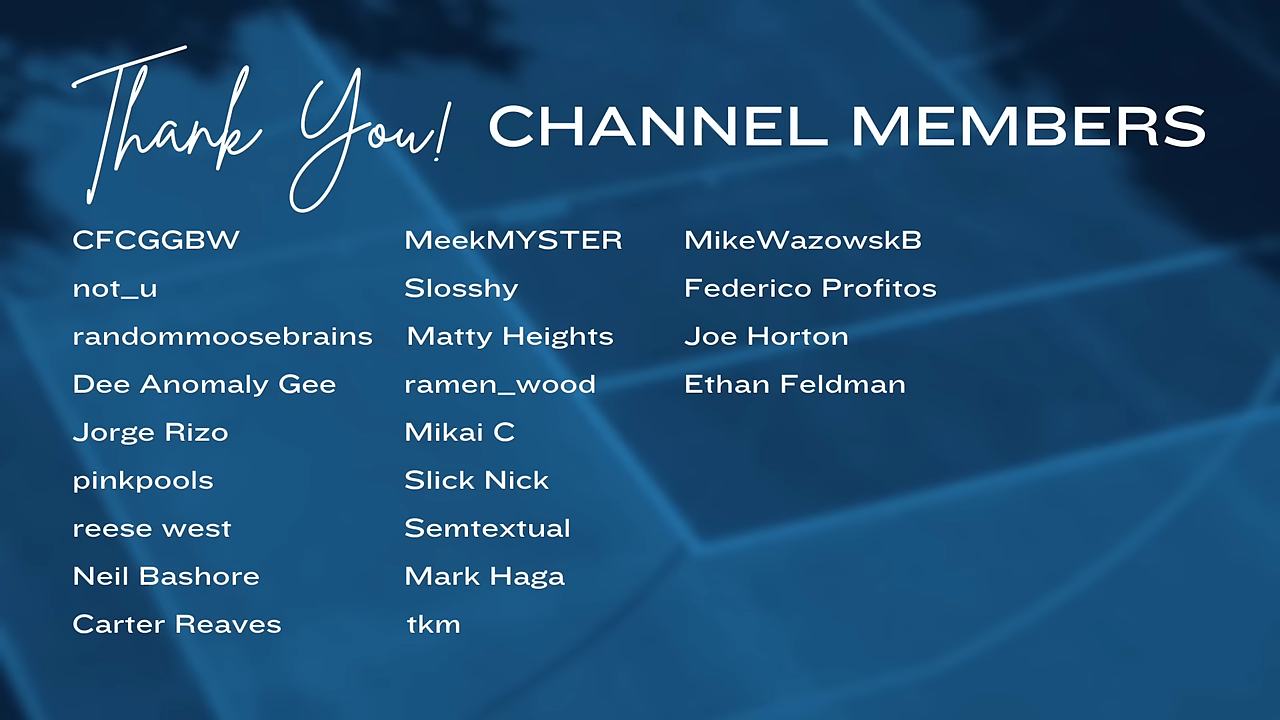 Thank You! CHANNEL MEMBERS
CFCGGBW
not_u
randommoosebrains
Dee Anomaly Gee
Jorge Rizo
pinkpools
reese west
Neil Bashore
Carter Reaves
MeekMYSTER
Slosshy
Matty Heights
ramen_wood
Mikai C
Slick Nick
Semtextual
Mark Haga
tkm
MikeWazowskB
Federico Profitos
Joe Horton
Ethan Feldman